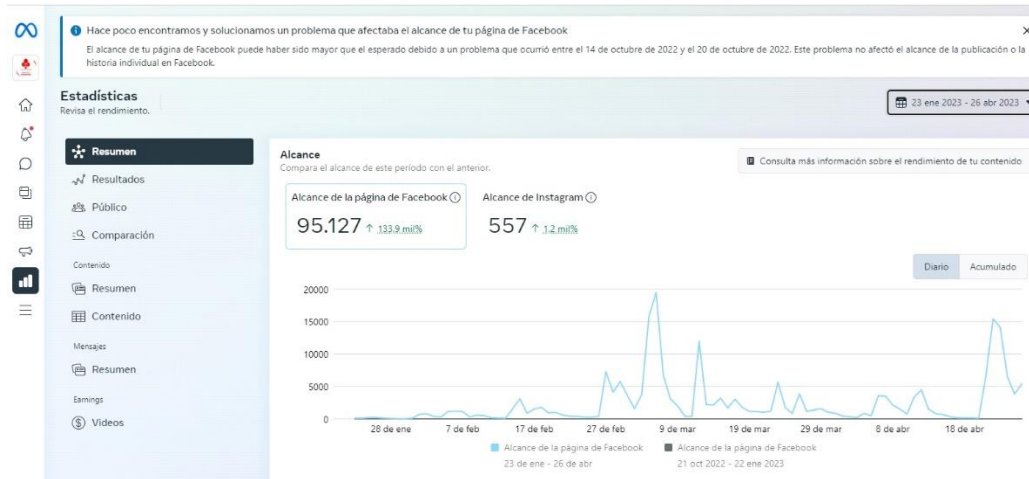 Hace poco encontramos y solucionamos un problema que afectaba el alcance de tu página de Facebook
El alcance de tu página de Facebook puede haber sido mayor que el esperado debido a un problema que ocurrió entre el 14 de octubre de 2022 y el 20 de octubre de 2022. Este problema no afectó el alcance de la publicación o la
historia individual en Facebook.
Estadísticas
Revisa el rendimiento.
23 ene 2023 - 26 abr 2023
Resumen
Resultados
Público
Comparación
Contenido
Resumen
Contenido
Mensajes
Resumen
Earnings
Videos
Alcance
Compara el alcance de este período con el anterior.
Consulta más información sobre el rendimiento de tu contenido
Alcance de la página de Facebook
95.127 ↑ 133,9 mil%
Alcance de Instagram
557 ↑ 1,2 mil%
Diario Acumulado
20000
15000
10000
5000
0
28 de ene 7 de feb 17 de feb 27 de feb 9 de mar 19 de mar 29 de mar 8 de abr 18 de abr
Alcance de la página de Facebook
23 de ene - 26 de abr
Alcance de la página de Facebook
21 oct 2022 - 22 ene 2023